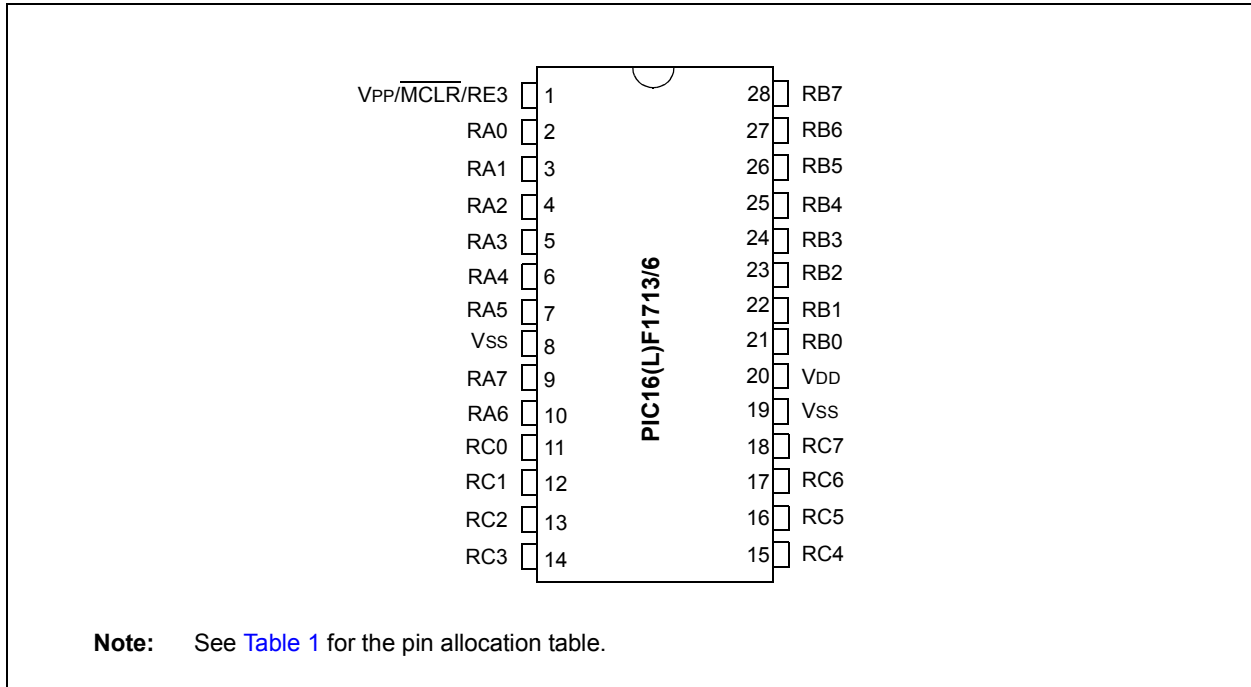 VPP/MCLR/RE3 1 28 RB7
RA0 2 27 RB6
RA1 3 26 RB5
RA2 4 25 RB4
RA3 5 24 RB3
RA4 6 23 RB2
RA5 7 22 RB1
VSS 8 21 RB0
RA7 9 20 VDD
RA6 10 19 VSS
RC0 11 18 RC7
RC1 12 17 RC6
RC2 13 16 RC5
RC3 14 15 RC4
PIC16(L)F1713/6
Note: See Table 1 for the pin allocation table.